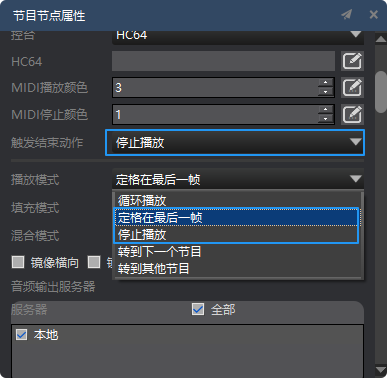 节目节点属性
控台 HC64
HC64
MIDI播放颜色 3
MIDI停止颜色 1
触发结束动作 停止播放
播放模式 定格在最后一帧
循环播放
填充模式 定格在最后一帧
混合模式 停止播放
转到下一个节目
镜像横向
转到其他节目
音频输出服务器
服务器 全部
本地